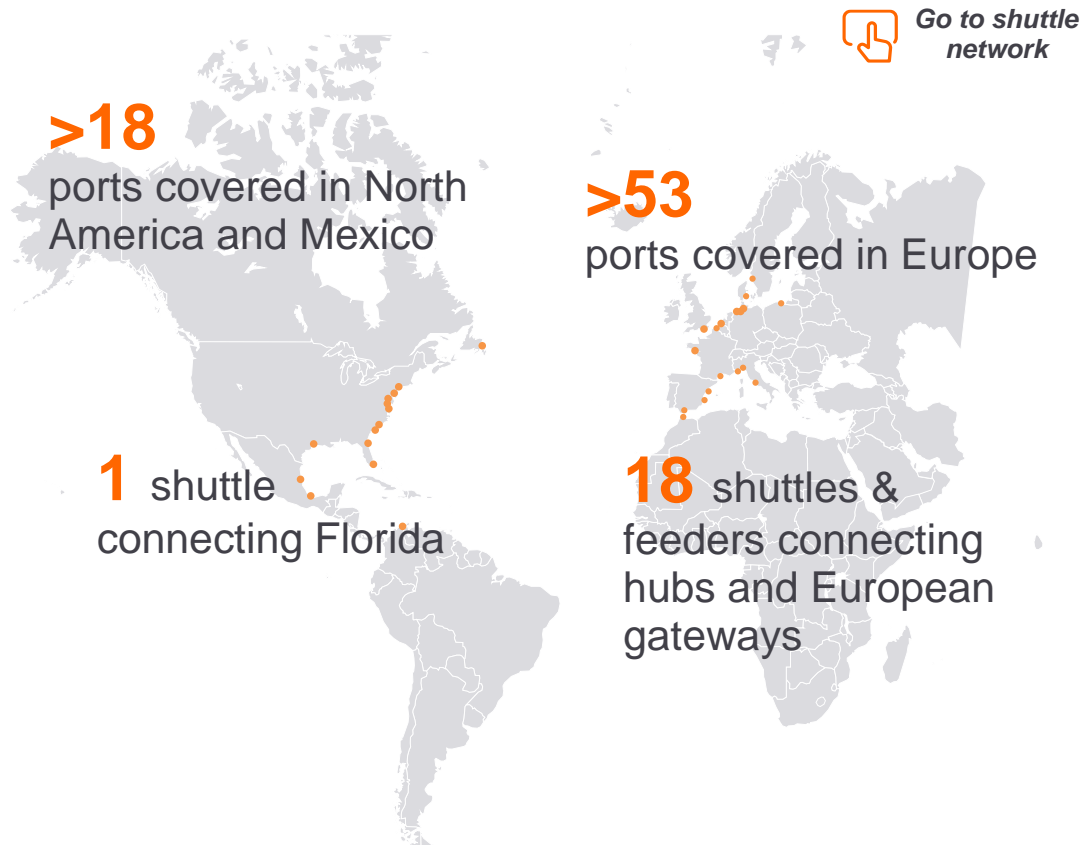 Go to shuttle
network
>18
ports covered in North
America and Mexico
>53
ports covered in Europe
1 shuttle
connecting Florida
18 shuttles &
feeders connecting
hubs and European
gateways